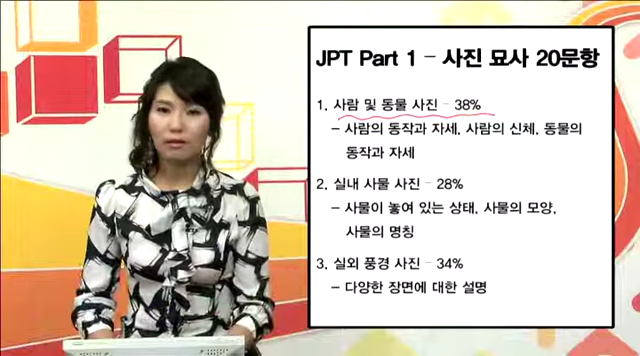 JPT Part 1 - 사진 묘사 20문항
1. 사람 및 동물 사진 - 38%
- 사람의 동작과 자세, 사람의 신체, 동물의
동작과 자세
2. 실내 사물 사진 - 28%
- 사물이 놓여 있는 상태, 사물의 모양,
사물의 명칭
3. 실외 풍경 사진 - 34%
- 다양한 장면에 대한 설명